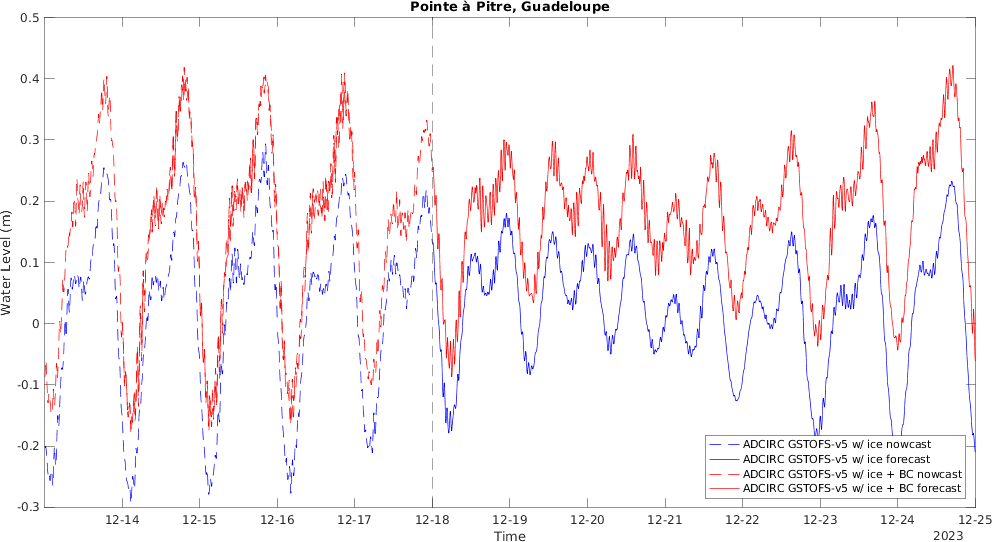 Pointe à Pitre, Guadeloupe
Water Level (m)
0.5
0.4
0.3
0.2
0.1
0
-0.1
-0.2
-0.3
12-14 12-15 12-16 12-17 12-18 12-19 12-20 12-21 12-22 12-23 12-24 12-25
Time
2023
ADCIRC GSTOFS-v5 w/ ice nowcast
ADCIRC GSTOFS-v5 w/ ice forecast
ADCIRC GSTOFS-v5 w/ ice + BC nowcast
ADCIRC GSTOFS-v5 w/ ice + BC forecast